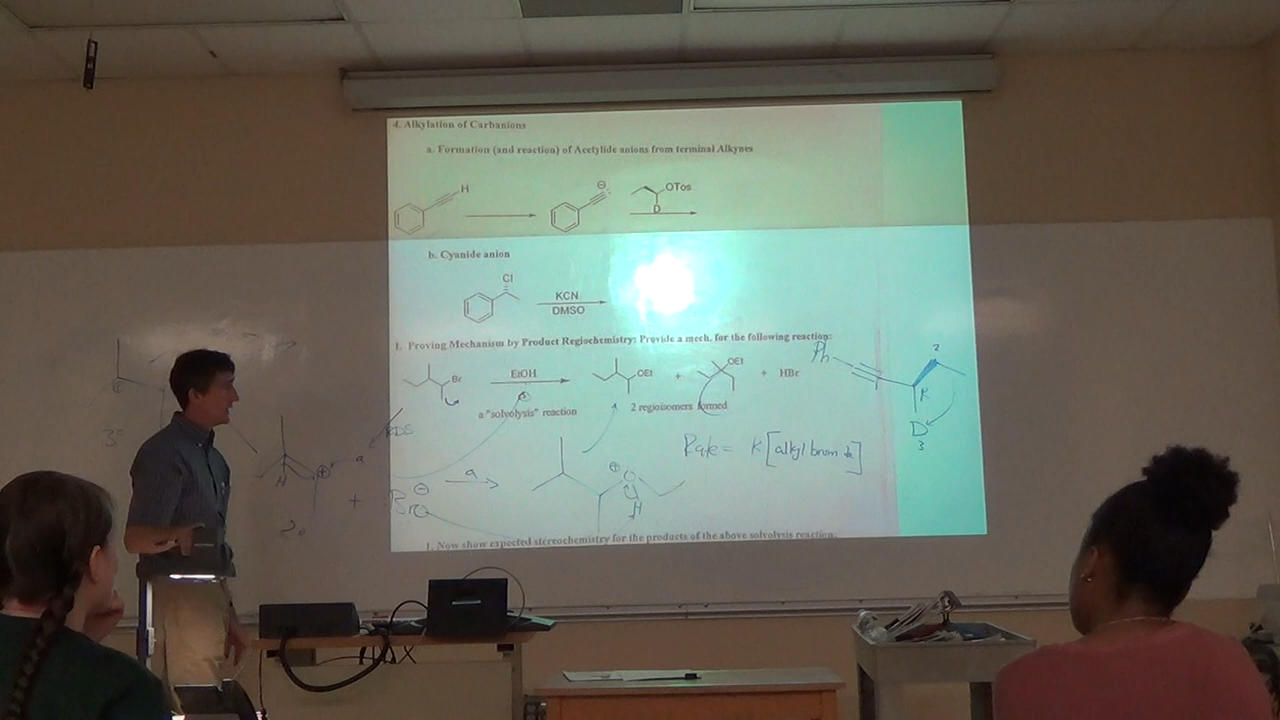 4. Alkylation of Carbanions
a. Formation (and reaction) of Acetylide anions from terminal Alkynes
H
OTos
D
b. Cyanide anion
Cl
KCN
DMSO
1. Proving Mechanism by Product Regiochemistry: Provide a mech. for the following reaction:
Br EtOH OEt + OEt + HBr
a "solvolysis" reaction 2 regioisomers formed
Ph
2
R
D
3
Rate = K [alkyl bromide]
3°
RDS
a
H
2°
+ Br
a
O
H
1. Now show expected stereochemistry for the products of the above solvolysis reaction.